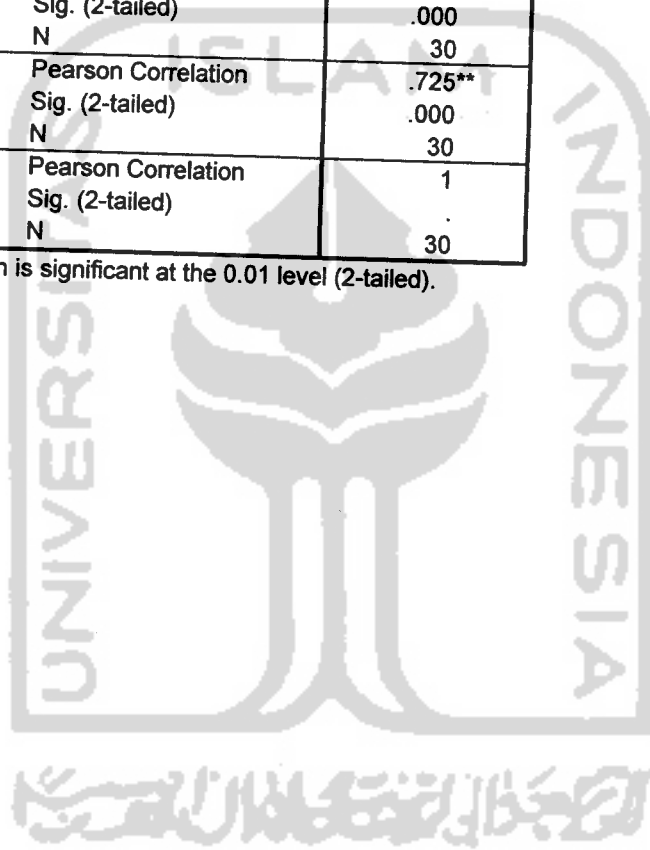 Sig. (2-tailed) .000
N 30
Pearson Correlation .725**
Sig. (2-tailed) .000
N 30
Pearson Correlation 1
Sig. (2-tailed) .
N 30
is significant at the 0.01 level (2-tailed).
ISLAM
UNIVERSITAS
INDONESIA